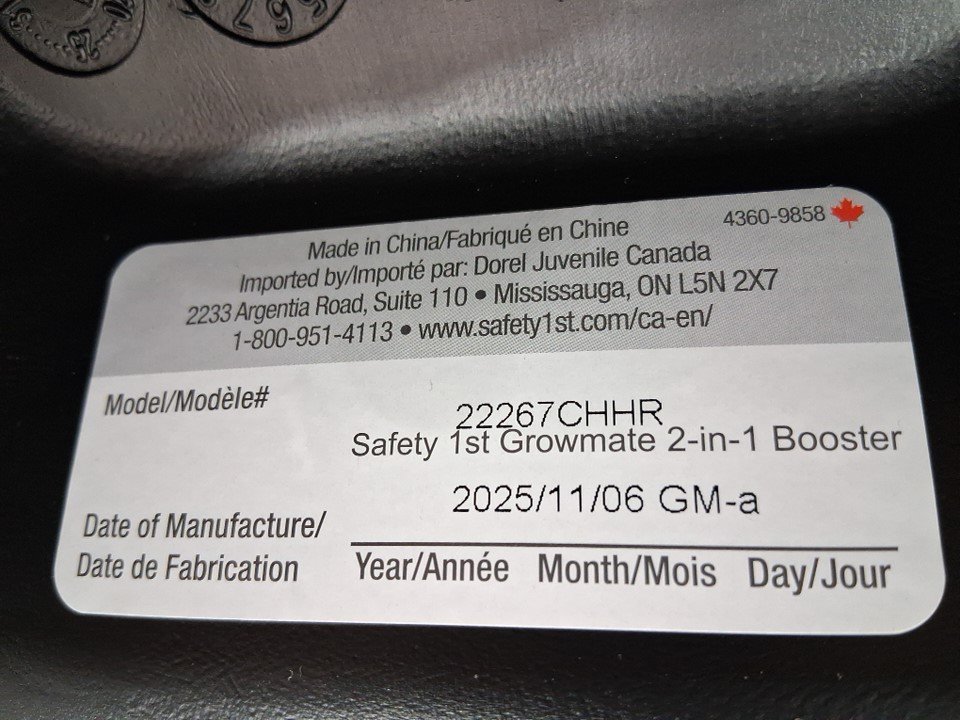 Made in China/Fabriqué en Chine
4360-9858
Imported by/Importé par: Dorel Juvenile Canada
2233 Argentia Road, Suite 110 • Mississauga, ON L5N 2X7
1-800-951-4113 • www.safety1st.com/ca-en/
Model/Modèle#
22267CHHR
Safety 1st Growmate 2-in-1 Booster
2025/11/06 GM-a
Date of Manufacture/
Date de Fabrication
Year/Année Month/Mois Day/Jour